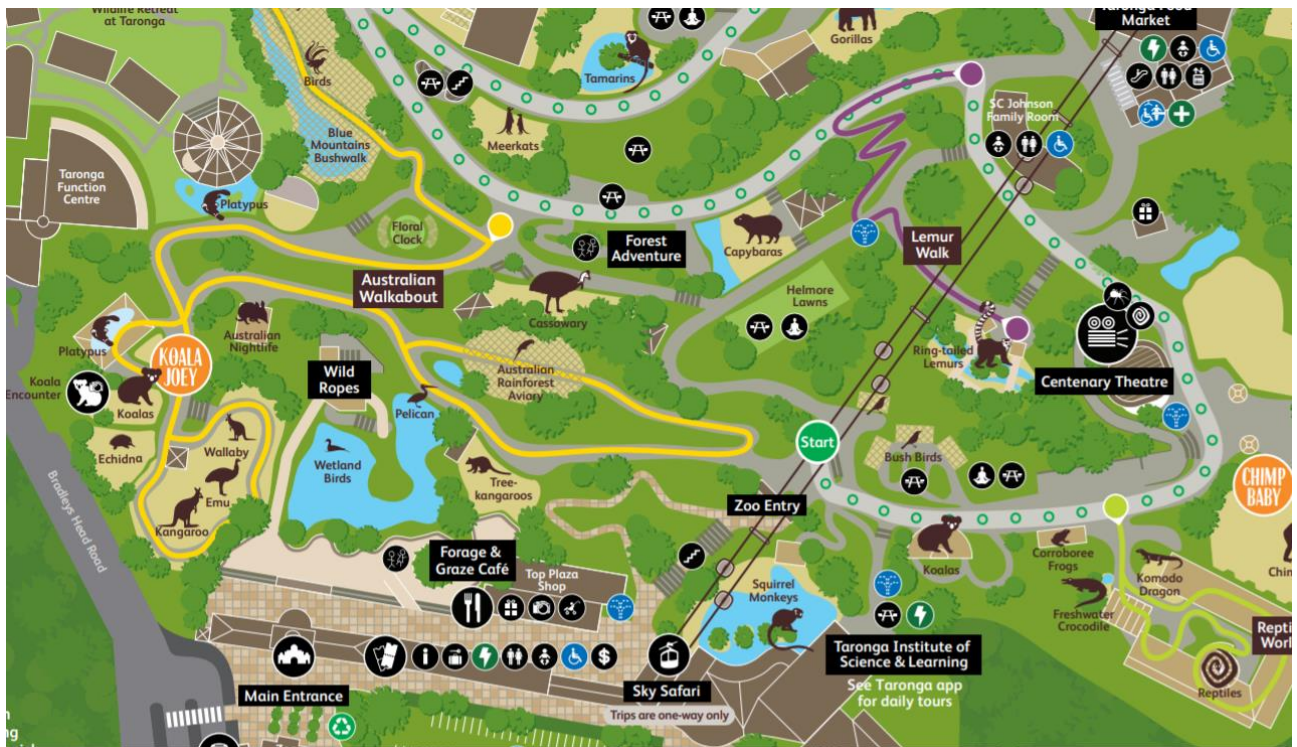 Wildlife Retreat
at Taronga
Birds
Blue
Mountains
Bushwalk
Taronga
Function
Centre
Platypus
Floral
Clock
Tamarins
Meerkats
Gorillas
Taronga Food
Market
SC Johnson
Family Room
Forest
Adventure
Capybaras
Lemur
Walk
Australian
Walkabout
Cassowary
Helmore
Lawns
Ring-tailed
Lemurs
Centenary Theatre
Platypus
KOALA
JOEY
Australian
Nightlife
Koala
Encounter
Koalas
Wild
Ropes
Australian
Rainforest
Aviary
Pelican
Echidna
Wallaby
Emu
Kangaroo
Wetland
Birds
Tree-
kangaroos
Start
Bush Birds
Zoo Entry
CHIMP
BABY
Bradleys Head Road
Forage &
Graze Café
Top Plaza
Shop
Squirrel
Monkeys
Koalas
Corroboree
Frogs
Komodo
Dragon
Freshwater
Crocodile
Chim
Repti
Worl
Reptiles
Main Entrance
i
$
Sky Safari
Trips are one-way only
Taronga Institute of
Science & Learning
See Taronga app
for daily tours